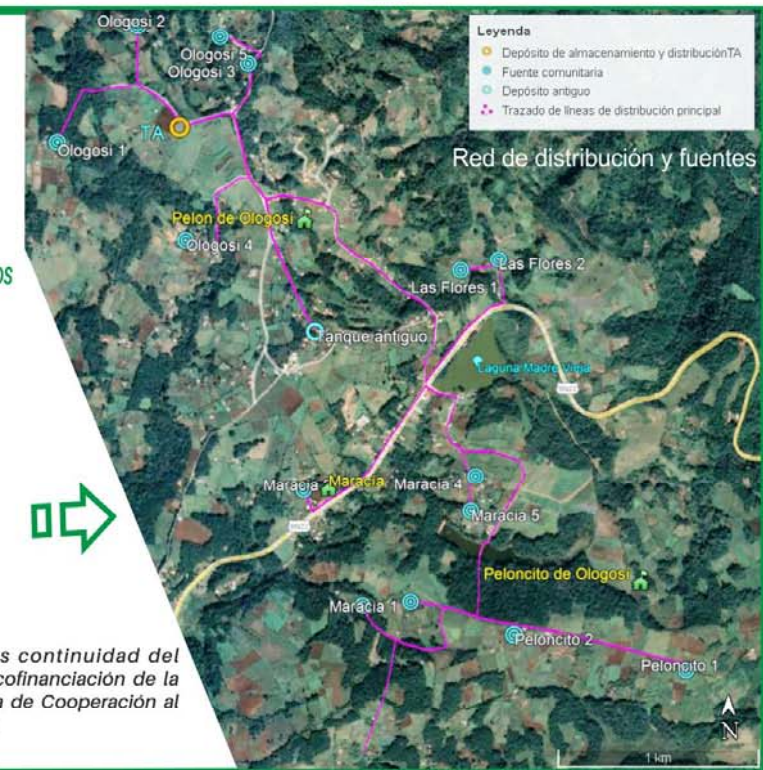 Leyenda
Depósito de almacenamiento y distribuciónTA
Fuente comunitaria
Depósito antiguo
Trazado de líneas de distribución principal
Red de distribución y fuentes
Ologosi 2
Ologosi 5
Ologosi 3
TA
Ologosi 1
Pelon de Ologosi
Ologosi 4
os
Las Flores 2
Las Flores 1
Tanque antiguo
Laguna Madre Vieja
Maracia
Maracia
Maracia 4
Maracia 5
Peloncito de Ologosi
Maracia 1
Peloncito 2
Peloncito 1
s continuidad del
cofinanciación de la
a de Cooperación al
N
1 km